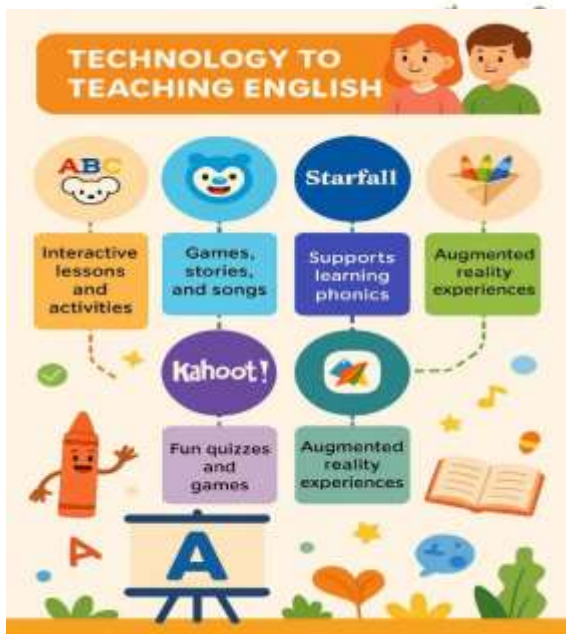 TECHNOLOGY TO
TEACHING ENGLISH
ABC
Starfall
Interactive
lessons
and
activities
Games,
stories,
and songs
Supports
learning
phonics
Augmented
reality
experiences
Kahoot!
Fun quizzes
and
games
Augmented
reality
experiences
A
A